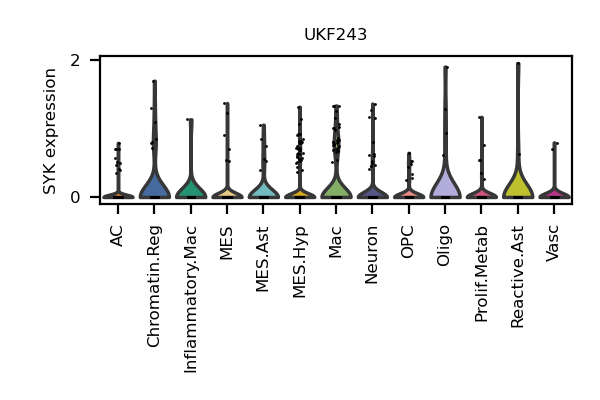 UKF243
SYK expression
2
0
AC
Chromatin.Reg
Inflammatory.Mac
MES
MES.Ast
MES.Hyp
Mac
Neuron
OPC
Oligo
Prolif.Metab
Reactive.Ast
Vasc